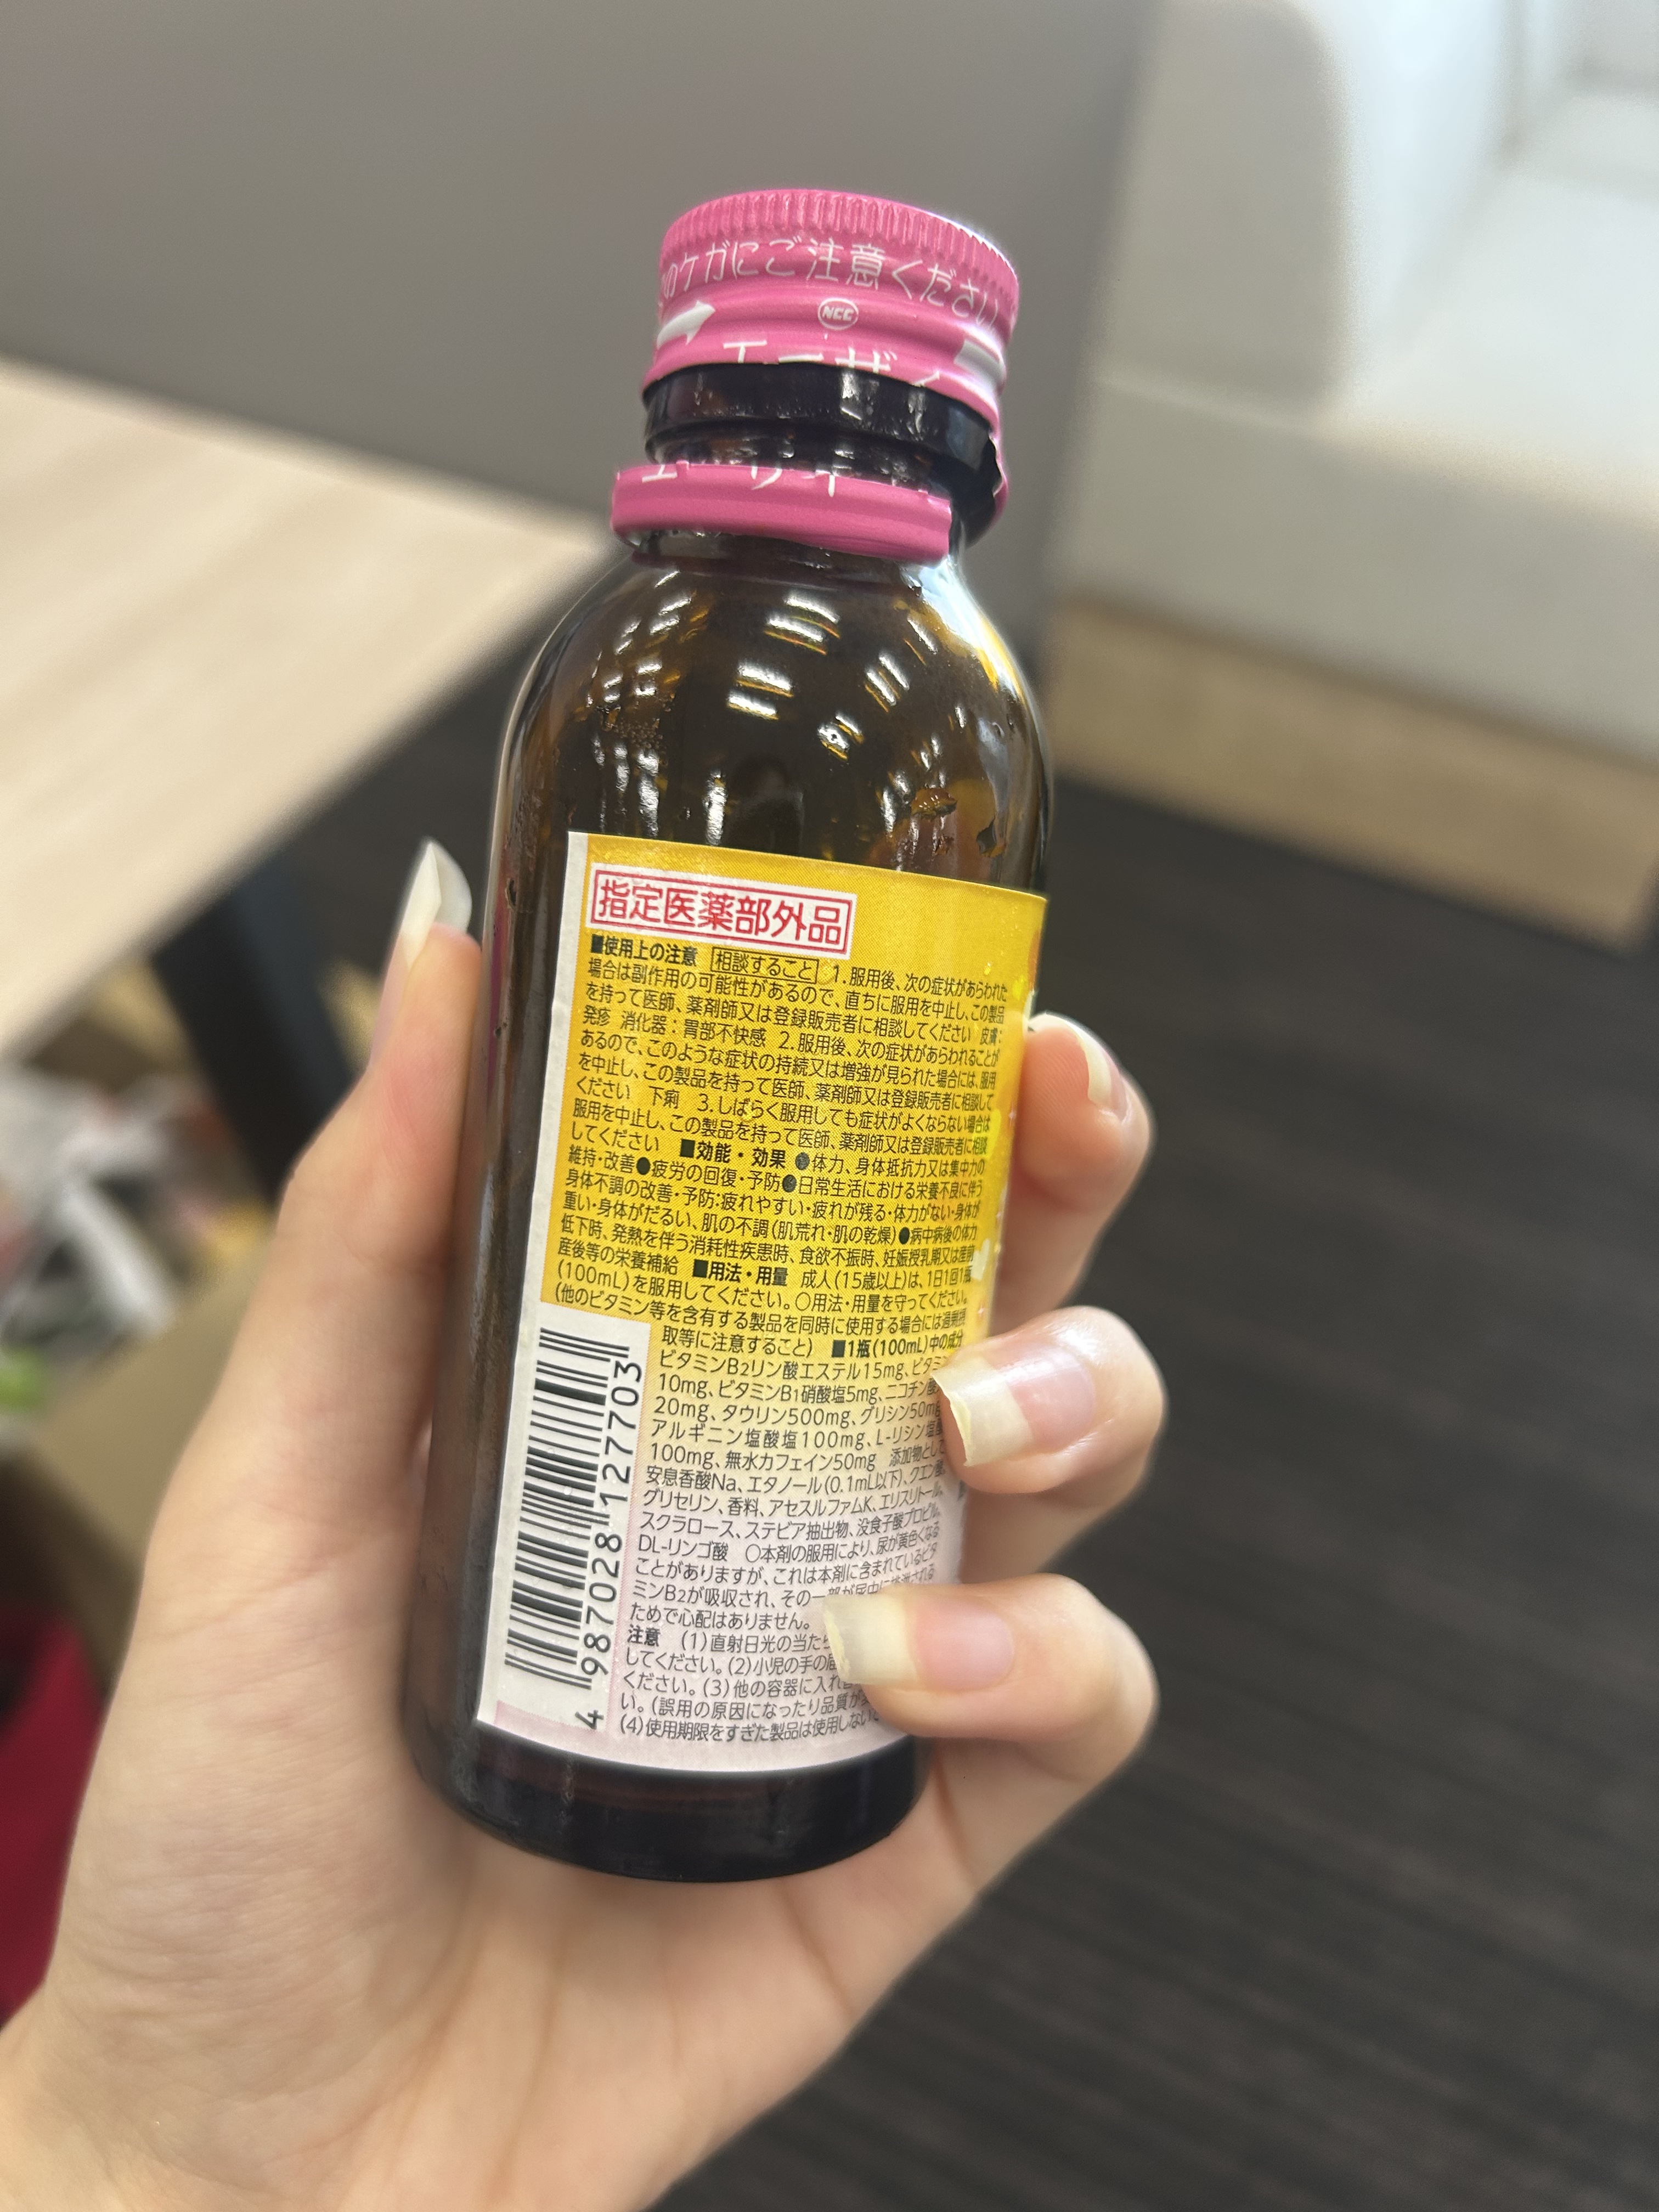 のケガにご注意ください
NCC
エーザイ
指定医薬部外品
■使用上の注意 相談すること 1.服用後、次の症状があらわれた
場合は副作用の可能性があるので、直ちに服用を中止し、この製品
を持って医師、薬剤師又は登録販売者に相談してください 皮膚:
発疹 消化器:胃部不快感 2.服用後、次の症状があらわれることが
あるので、このような症状の持続又は増強が見られた場合には、服用
を中止し、この製品を持って医師、薬剤師又は登録販売者に相談して
ください 下痢 3.しばらく服用しても症状がよくならない場合は
服用を中止し、この製品を持って医師、薬剤師又は登録販売者に相談
してください ■効能・効果 ●体力、身体抵抗力又は集中力の
維持・改善●疲労の回復・予防●日常生活における栄養不良に伴う
身体不調の改善・予防:疲れやすい・疲れが残る・体力がない・身体が
重い・身体がだるい、肌の不調(肌荒れ・肌の乾燥)●病中病後の体力
低下時、発熱を伴う消耗性疾患時、食欲不振時、妊娠授乳期又は産前
産後等の栄養補給 ■用法・用量 成人(15歳以上)は、1日1回1瓶
(100mL)を服用してください。○用法・用量を守ってください。
(他のビタミン等を含有する製品を同時に使用する場合には過剰摂
取等に注意すること) ■1瓶(100mL)中の成分
ビタミンB2リン酸エステル15mg、ビタミン
10mg、ビタミンB1硝酸塩5mg、ニコチン酸
20mg、タウリン500mg、グリシン50mg
アルギニン塩酸塩100mg、L-リシン塩酸
100mg、無水カフェイン50mg 添加物として
安息香酸Na、エタノール(0.1mL以下)、クエン酸、
グリセリン、香料、アセスルファムK、エリスリトール、
スクラロース、ステビア抽出物、没食子酸プロピル、
DL-リンゴ酸 ○本剤の服用により、尿が黄色くなる
ことがありますが、これは本剤に含まれているビタ
ミンB2が吸収され、その一部が尿中に排泄される
ためで心配はありません。
注意 (1)直射日光の当たら
してください。(2)小児の手の届
ください。(3)他の容器に入れ替
い。(誤用の原因になったり品質が
(4)使用期限をすぎた製品は使用しない
4 987028 127703